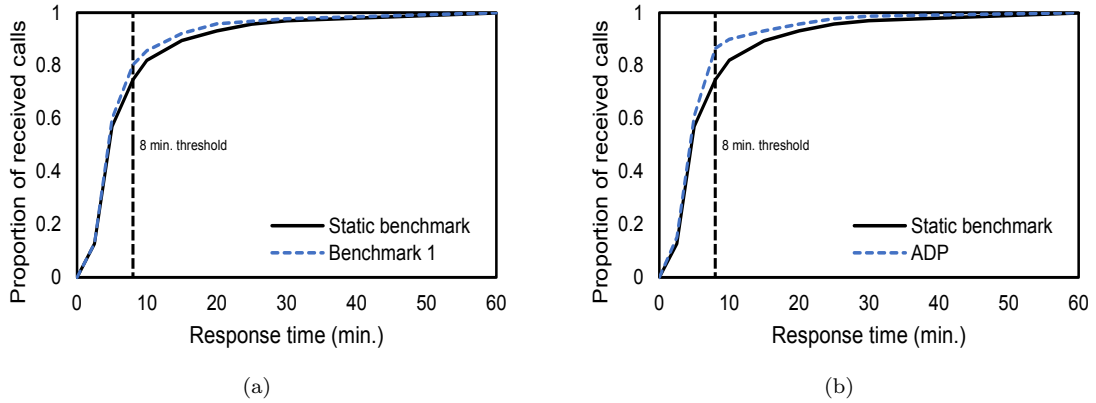 Proportion of received calls
1
0.8
0.6
0.4
0.2
0
0 10 20 30 40 50 60
Response time (min.)
8 min. threshold
Static benchmark
Benchmark 1
(a)
Proportion of received calls
1
0.8
0.6
0.4
0.2
0
0 10 20 30 40 50 60
Response time (min.)
8 min. threshold
Static benchmark
ADP
(b)